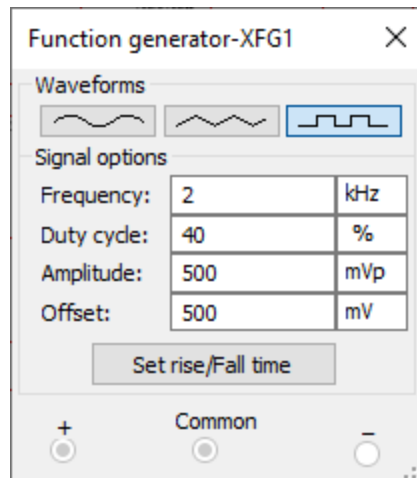 Function generator-XFG1
Waveforms
Signal options
Frequency: 2 kHz
Duty cycle: 40 %
Amplitude: 500 mVp
Offset: 500 mV
Set rise/Fall time
+ Common −